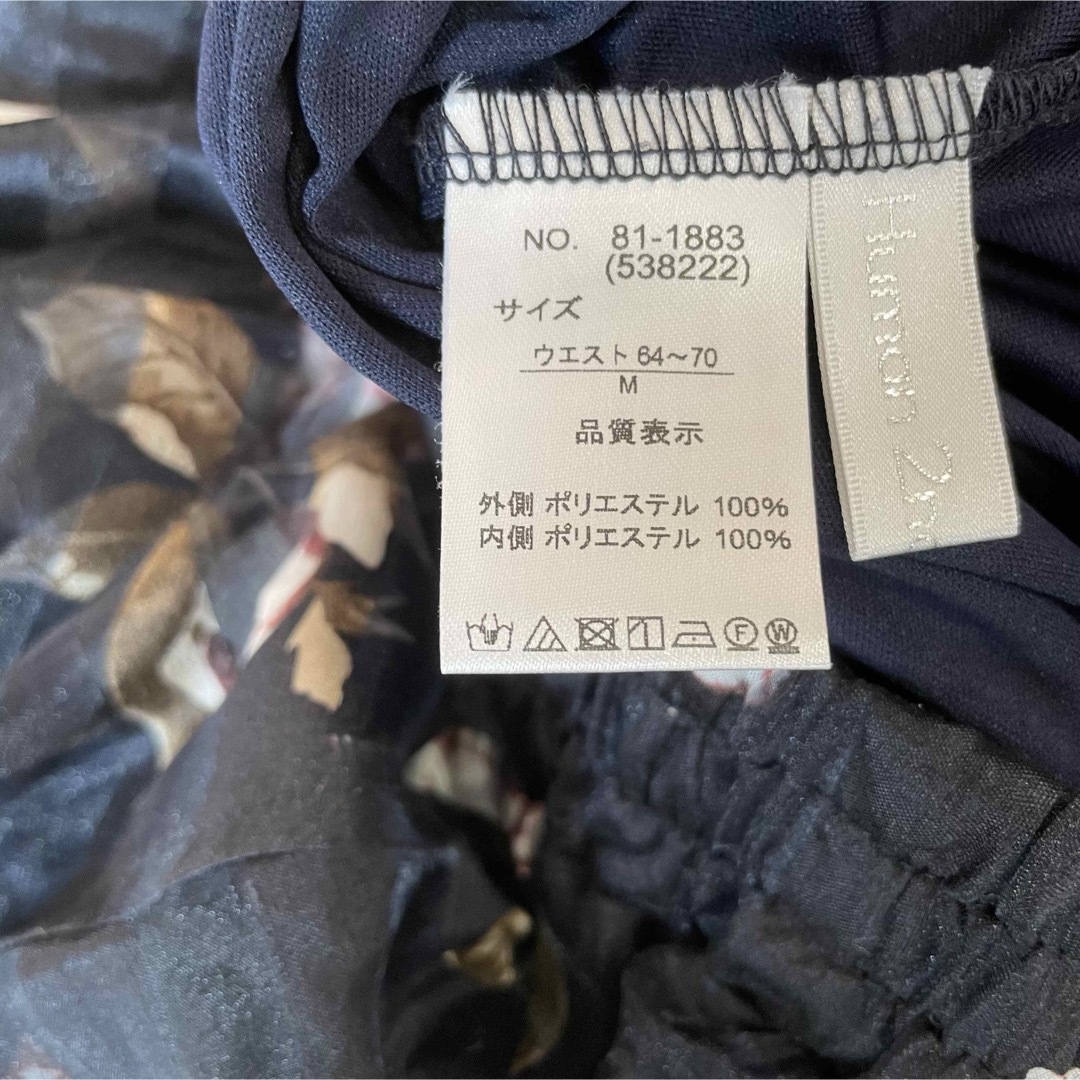 NO. 81-1883
(538222)
サイズ
ウエスト 64～70
M
品質表示
外側 ポリエステル 100%
内側 ポリエステル 100%
F W
Human